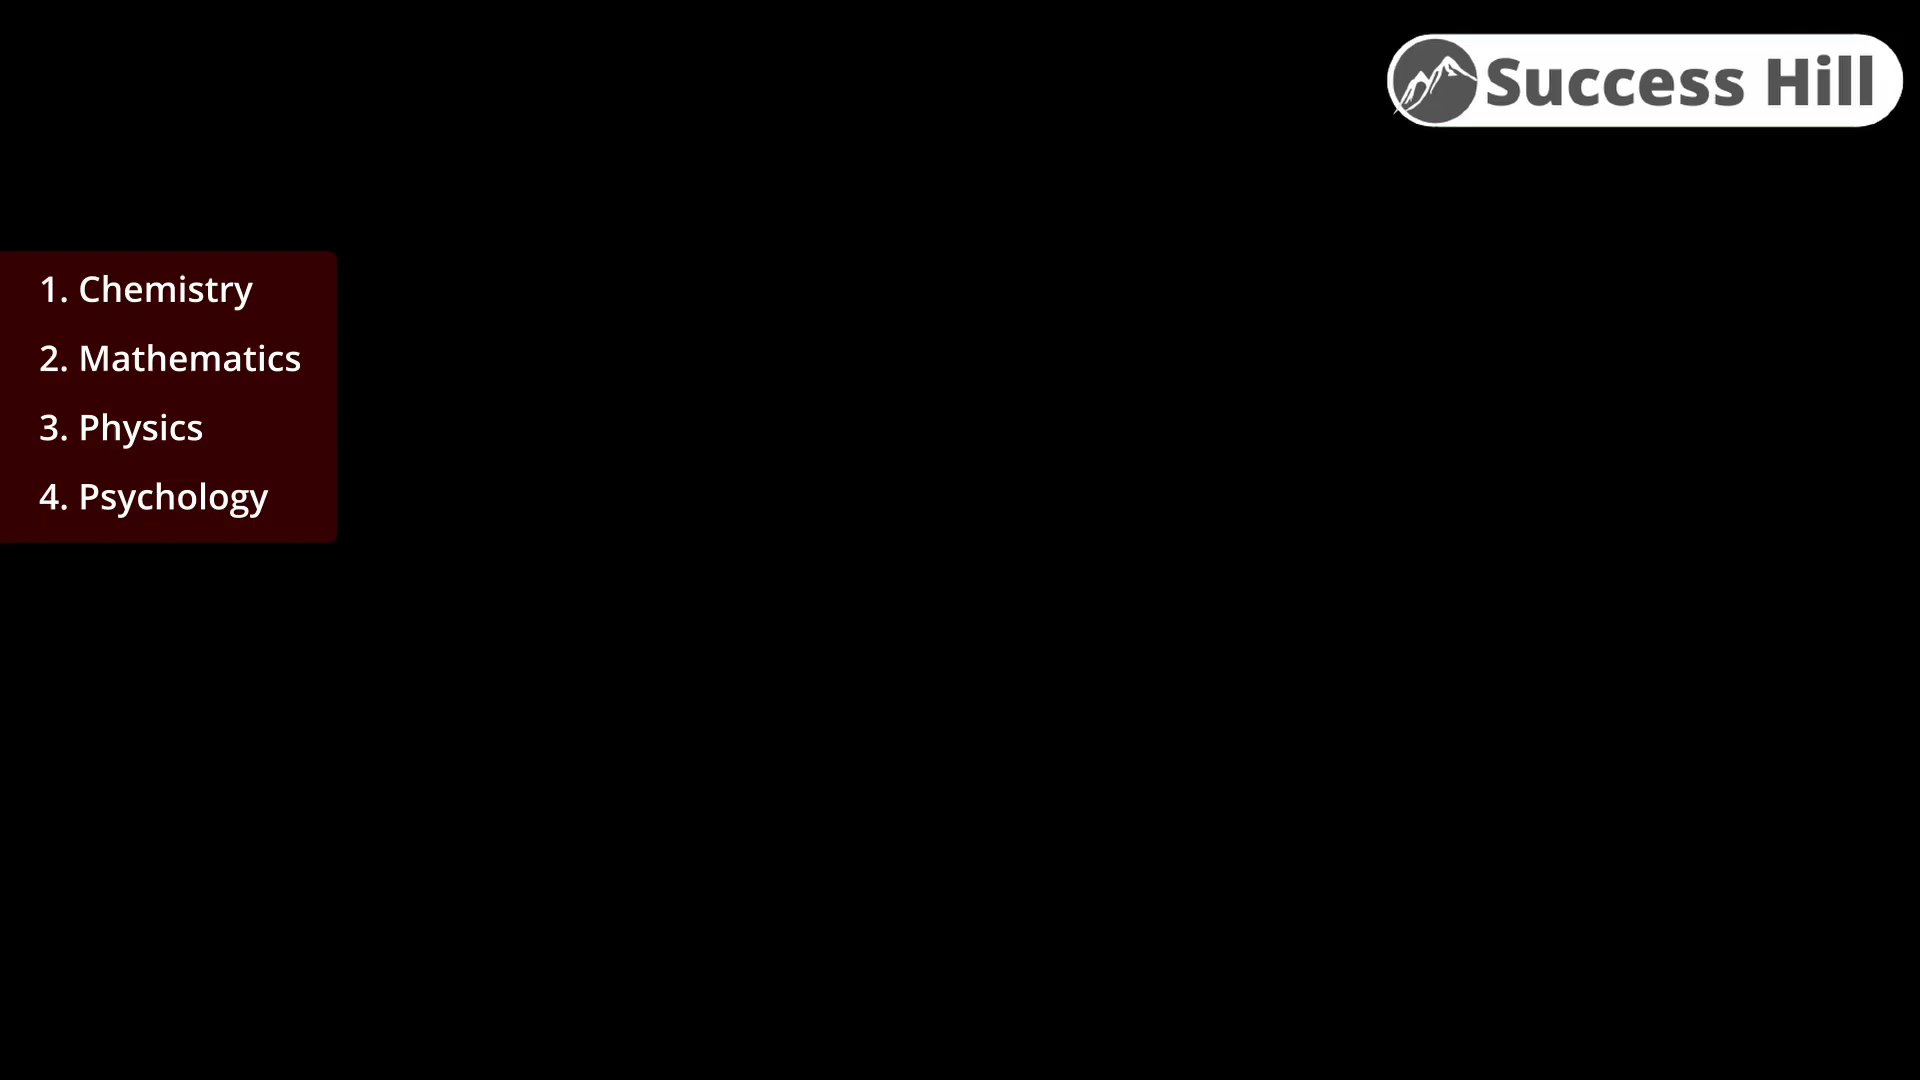 Success Hill
1. Chemistry
2. Mathematics
3. Physics
4. Psychology